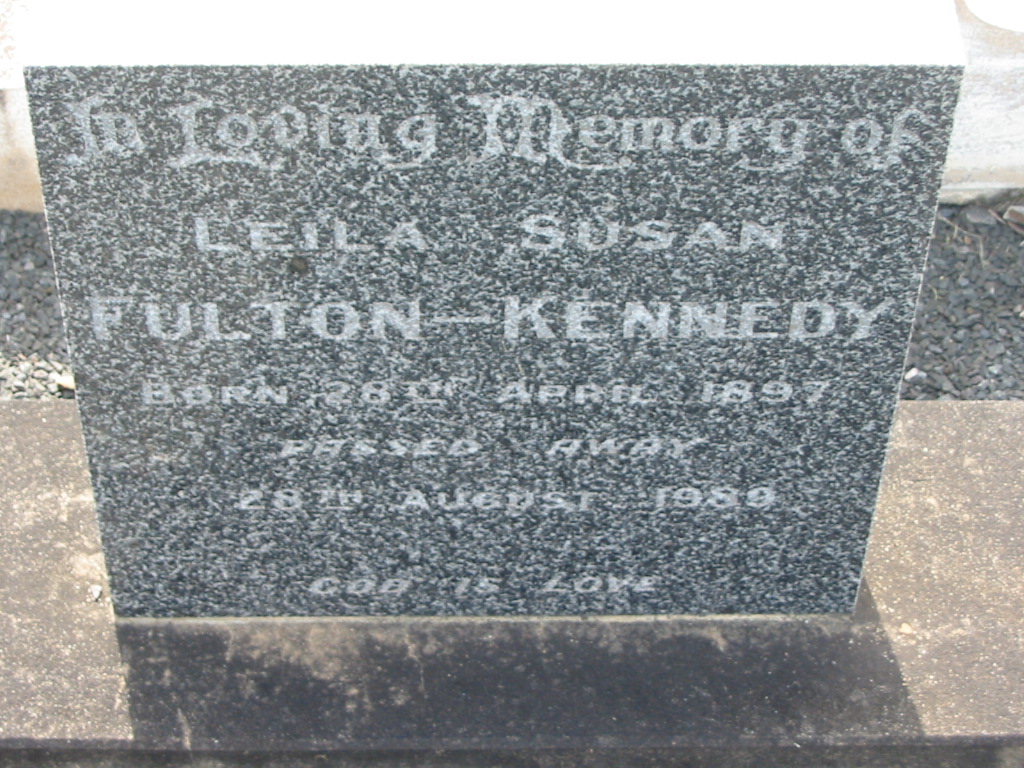 In Loving Memory of
LEILA SUSAN
FULTON-KENNEDY
BORN 28TH APRIL 1897
PASSED AWAY
28TH AUGUST 1989
GOD IS LOVE